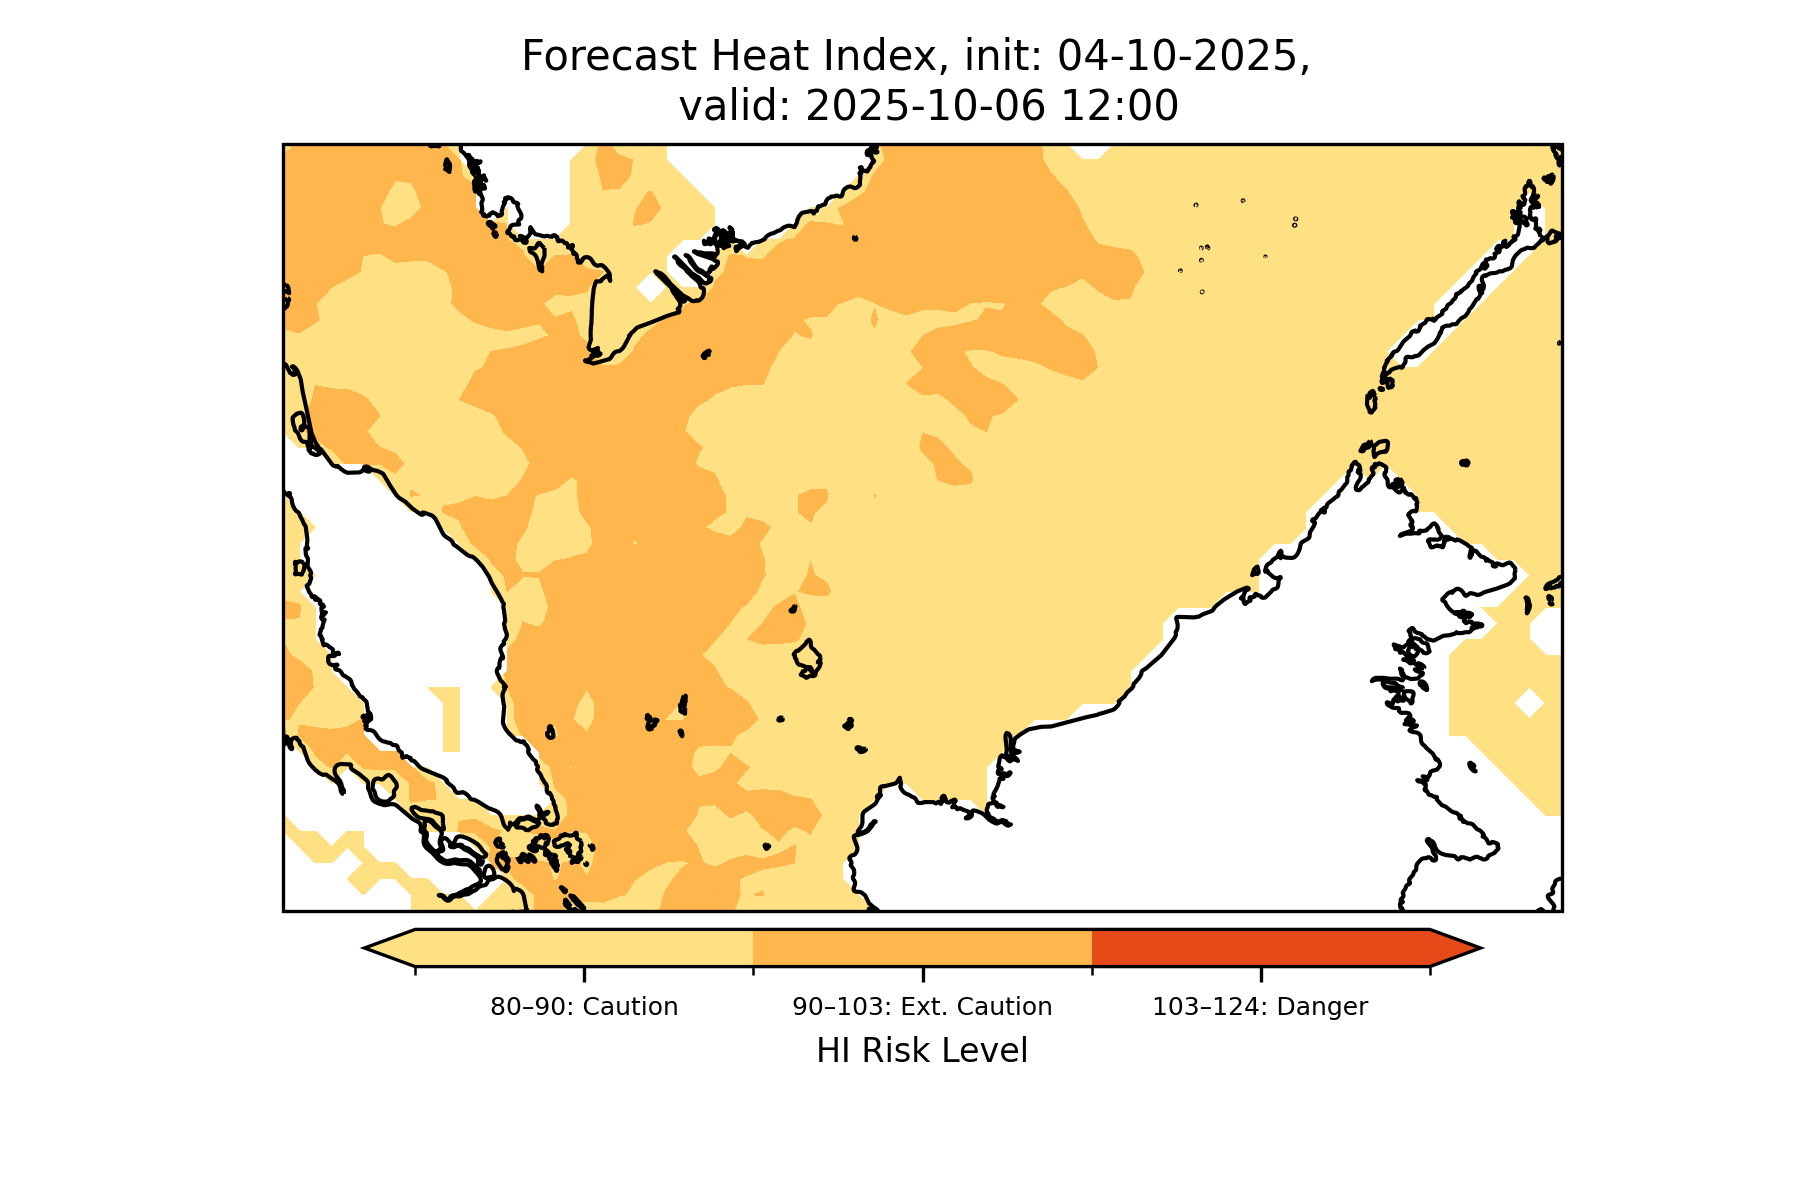 Forecast Heat Index, init: 04-10-2025,
valid: 2025-10-06 12:00
80–90: Caution
90–103: Ext. Caution
103–124: Danger
HI Risk Level